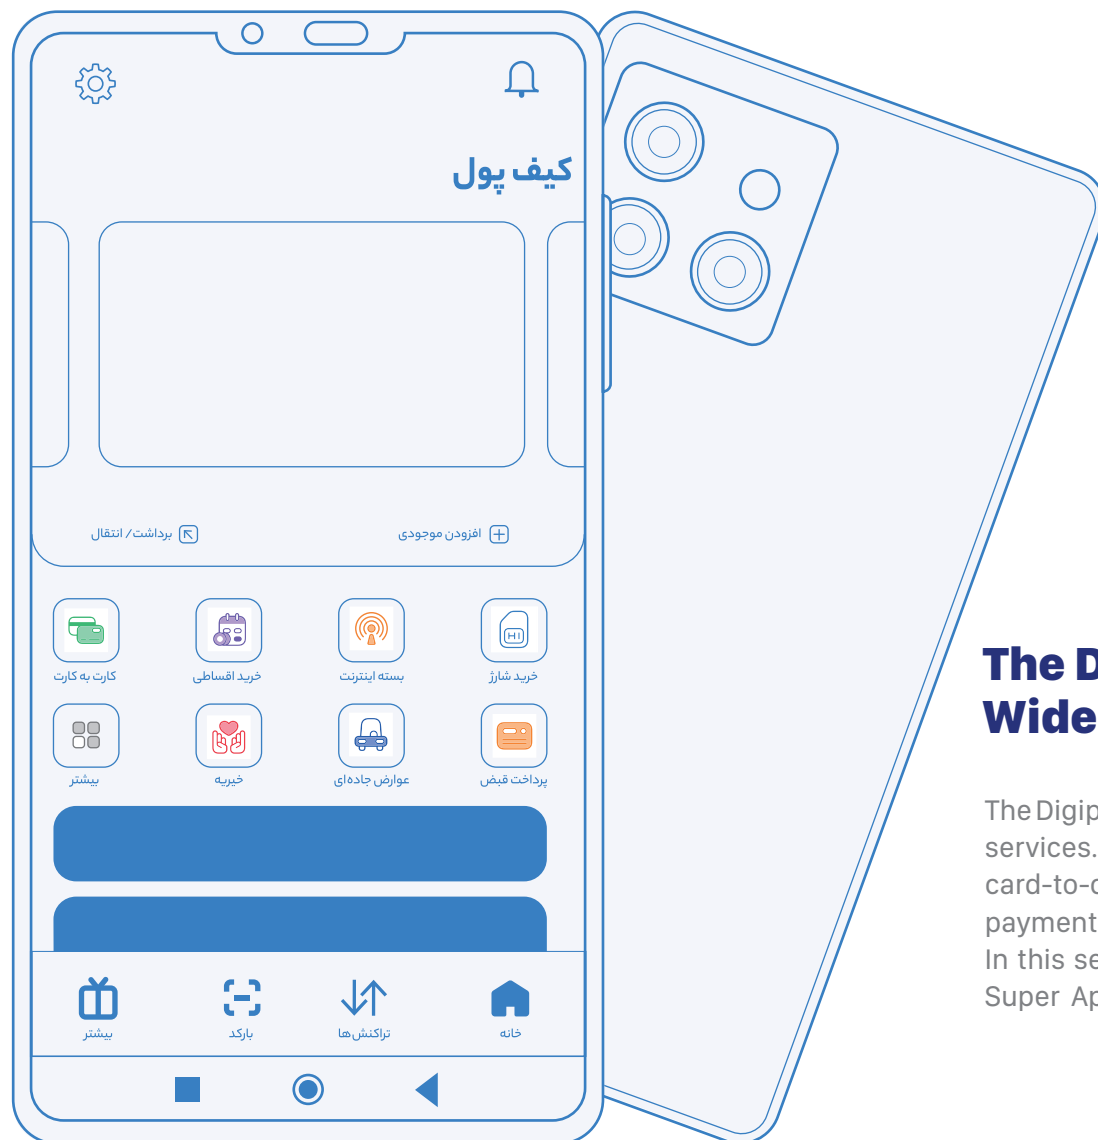 کیف پول
افزودن موجودی
برداشت/ انتقال
خرید شارژ
بسته اینترنت
خرید اقساطی
کارت به کارت
پرداخت قبض
عوارض جاده‌ای
خیریه
بیشتر
خانه
تراکنش‌ها
بارکد
بیشتر
The D
Wide
The Digip
services.
card-to-c
payment
In this se
Super Ap